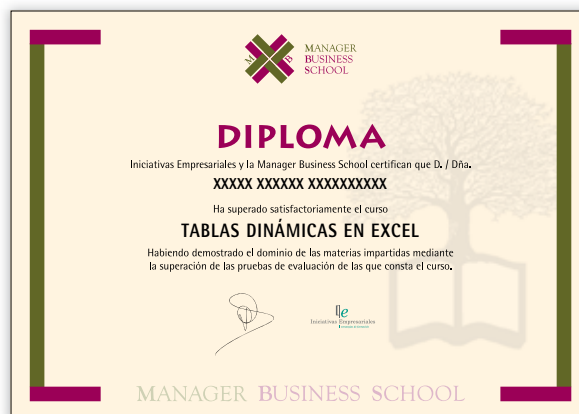 M B
MANAGER
BUSINESS
SCHOOL
DIPLOMA
Iniciativas Empresariales y la Manager Business School certifican que D. / Dña.
XXXXX XXXXXX XXXXXXXXXX
Ha superado satisfactoriamente el curso
TABLAS DINÁMICAS EN EXCEL
Habiendo demostrado el dominio de las materias impartidas mediante
la superación de las pruebas de evaluación de las que consta el curso.
Iniciativas Empresariales
MANAGER BUSINESS SCHOOL